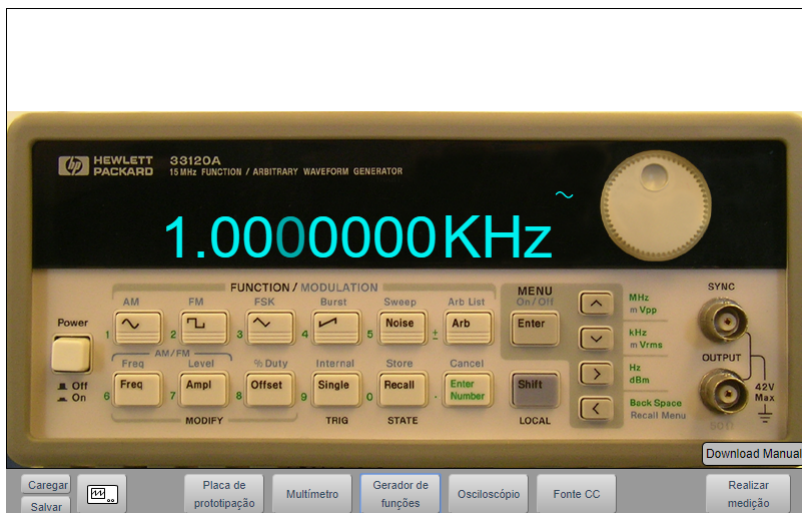 hp HEWLETT PACKARD
33120A
15 MHz FUNCTION / ARBITRARY WAVEFORM GENERATOR
1.0000000KHz
FUNCTION / MODULATION
AM FM FSK Burst Sweep Arb List
1 2 3 4 5 Noise ± Arb
AM/FM
Freq Level % Duty Internal Store Cancel
6 Freq 7 Ampl 8 Offset 9 Single 0 Recall . Enter Number
MODIFY TRIG STATE
Power
Off
On
MENU
On/Off
Enter
Shift
LOCAL
MHz
m Vpp
kHz
m Vrms
Hz
dBm
Back Space
Recall Menu
SYNC
OUTPUT
42V
Max
50 Ω
Download Manual
Caregar
Salvar
Placa de
prototipação
Multímetro
Gerador de
funções
Osciloscópio
Fonte CC
Realizar
medição